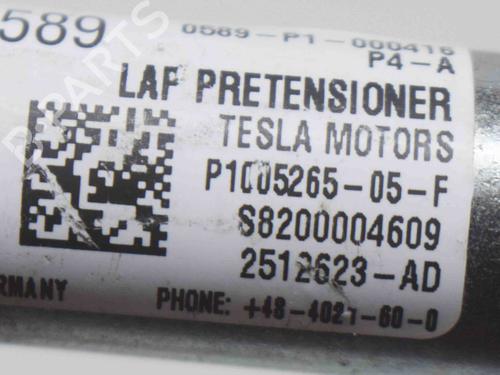 589
0589-P1-000416
P4-A
LAP PRETENSIONER
TESLA MOTORS
P1005265-05-F
S8200004609
2512623-AD
RMANY PHONE: +48-4021-60-0
B-PARTS